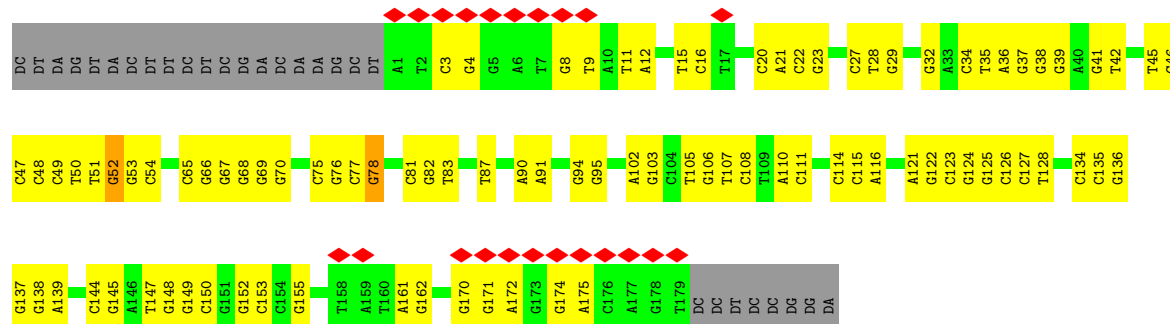 DC DT DA DG DT DA DC DT DT DC DT DC DG DA DC DA DA DG DC DT A1 T2 C3 G4 G5 A6 T7 G8 T9 A10 T11 A12 T15 C16 T17 C20 A21 C22 G23 C27 T28 G29 G32 A33 C34 T35 A36 G37 G38 G39 A40 G41 T42 T45
C47 C48 C49 T50 T51 G52 G53 C54 C65 G66 G67 G68 G69 G70 C75 G76 C77 G78 C81 G82 T83 T87 A90 A91 G94 G95 A102 G103 C104 T105 G106 T107 C108 T109 A110 C111 C114 C115 A116 A121 G122 C123 G124 G125 C126 C127 T128 C134 C135 G136
G137 G138 A139 C144 G145 A146 T147 G148 G149 C150 G151 G152 C153 C154 G155 T158 A159 T160 A161 G162 G170 G171 A172 G173 G174 A175 C176 A177 G178 T179 DC DC DT DC DC DG DG DA